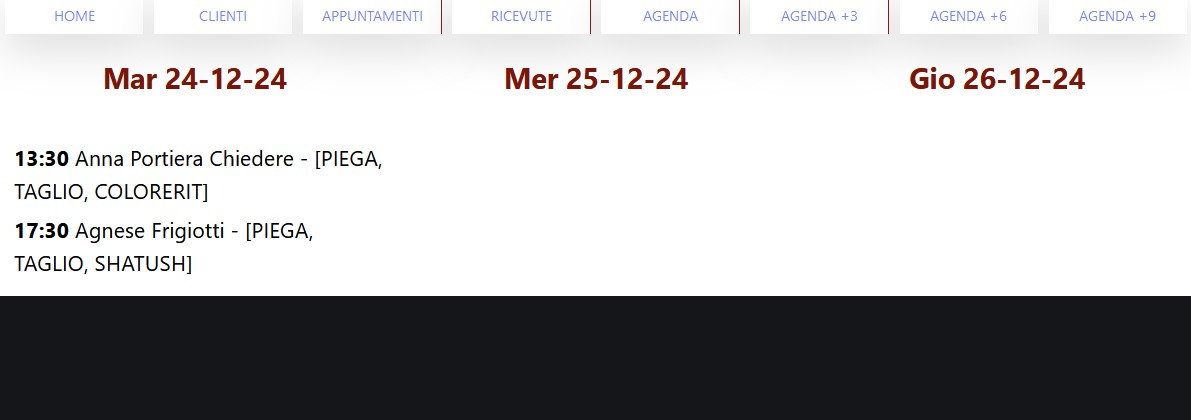 HOME CLIENTI APPUNTAMENTI RICEVUTE AGENDA AGENDA +3 AGENDA +6 AGENDA +9
Mar 24-12-24 Mer 25-12-24 Gio 26-12-24
13:30 Anna Portiera Chiedere - [PIEGA,
TAGLIO, COLORERIT]
17:30 Agnese Frigiotti - [PIEGA,
TAGLIO, SHATUSH]